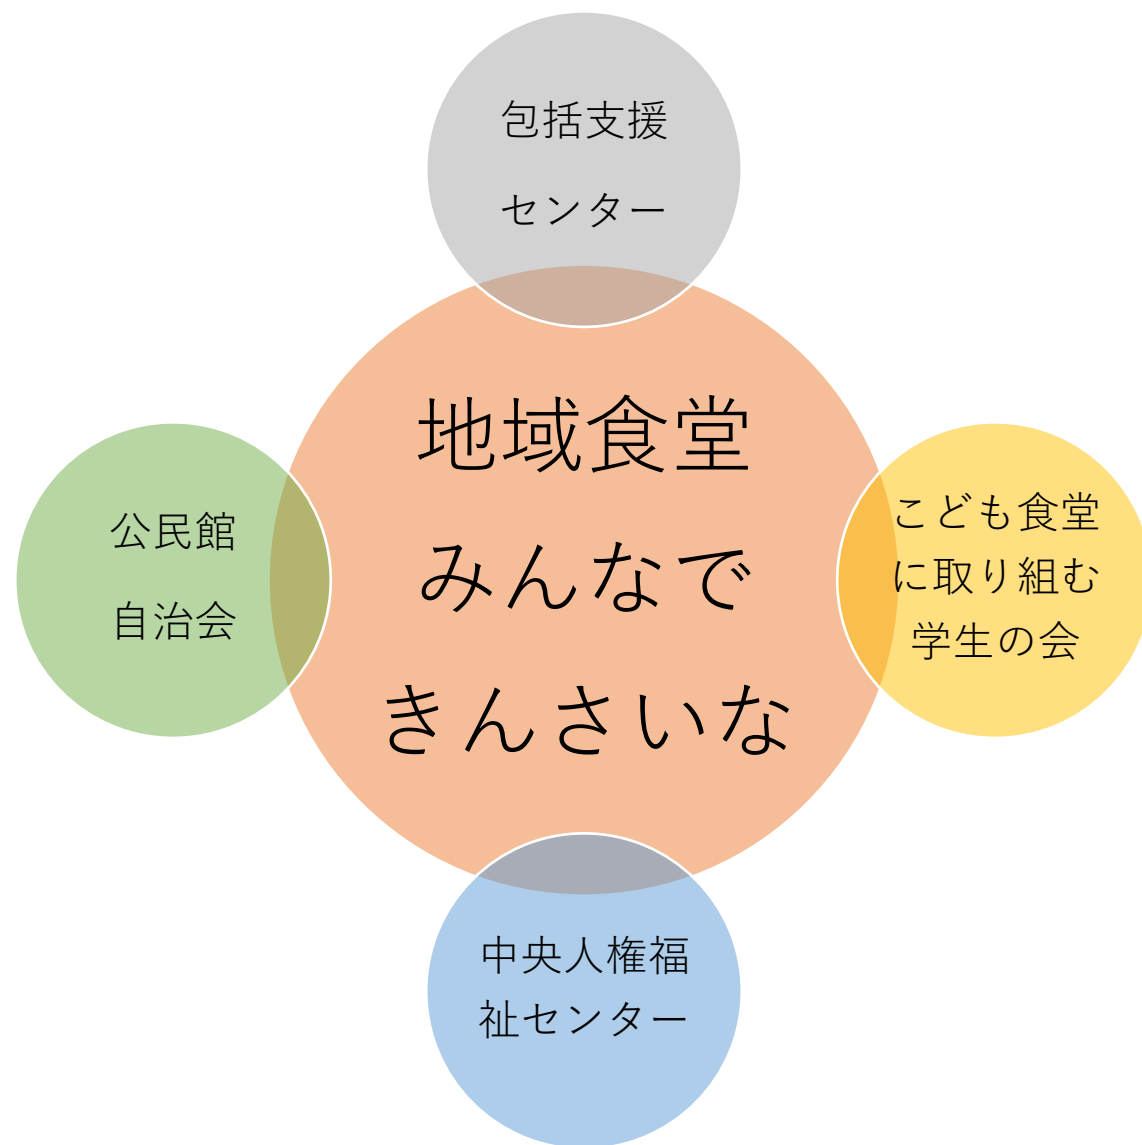 包括支援
センター
地域食堂
みんなで
きんさいな
公民館
自治会
こども食堂
に取り組む
学生の会
中央人権福
祉センター